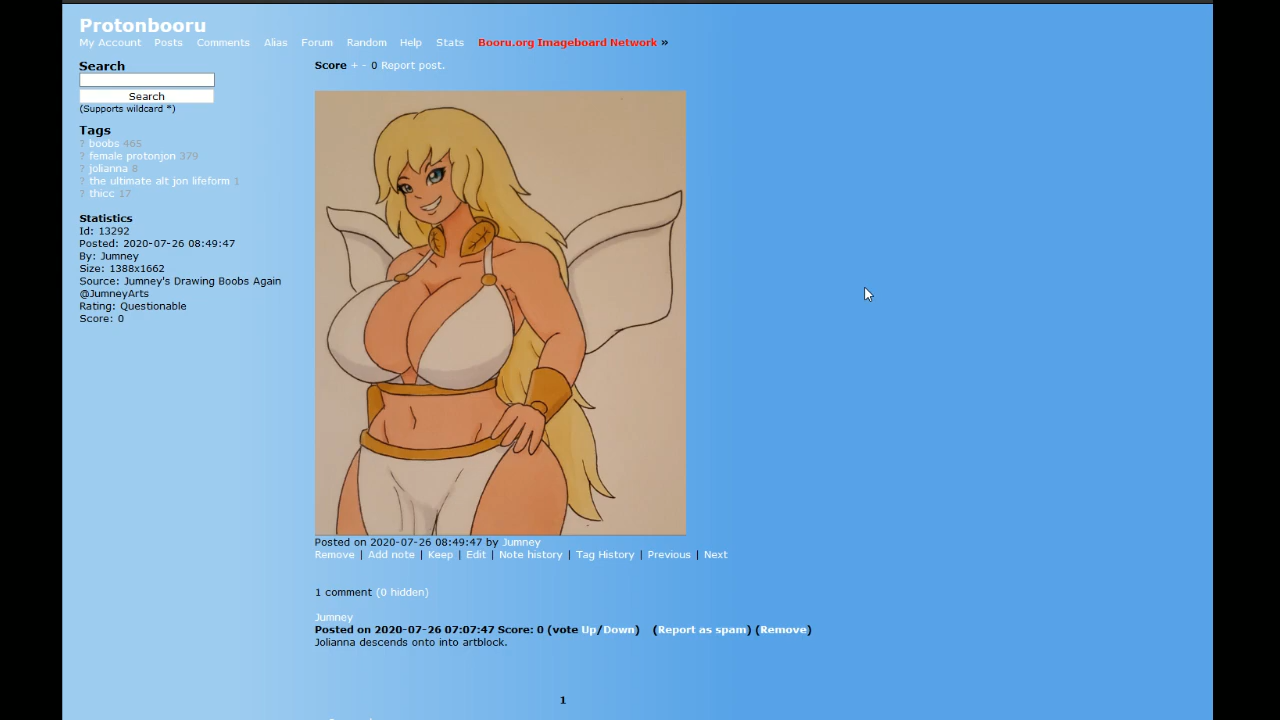 Protonbooru
My Account Posts Comments Alias Forum Random Help Stats Booru.org Imageboard Network »
Search
Search
(Supports wildcard *)
Tags
? boobs 465
? female protonjon 379
? jolianna 8
? the ultimate alt jon lifeform 1
? thicc 17
Statistics
Id: 13292
Posted: 2020-07-26 08:49:47
By: Jumney
Size: 1388x1662
Source: Jumney's Drawing Boobs Again
@JumneyArts
Rating: Questionable
Score: 0
Score + - 0 Report post.
Posted on 2020-07-26 08:49:47 by Jumney
Remove | Add note | Keep | Edit | Note history | Tag History | Previous | Next
1 comment (0 hidden)
Jumney
Posted on 2020-07-26 07:07:47 Score: 0 (vote Up/Down) (Report as spam) (Remove)
Jolianna descends onto into artblock.
1